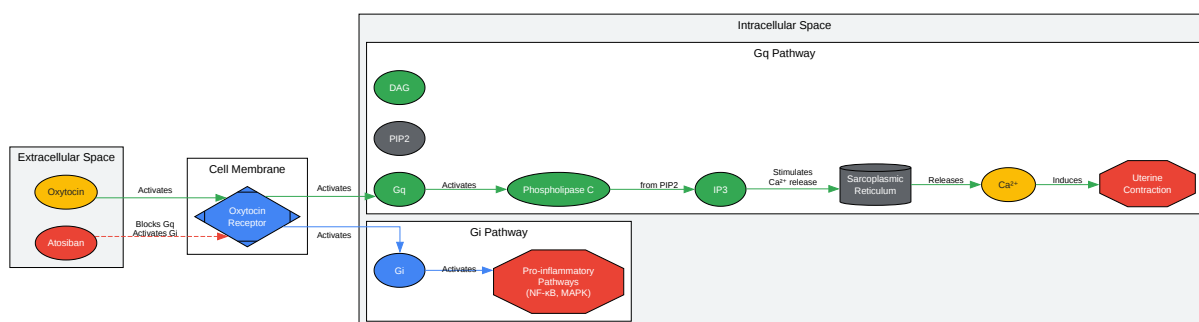 Intracellular Space
Gq Pathway
DAG
PIP2
Extracellular Space
Cell Membrane
Oxytocin
Activates
Oxytocin
Receptor
Activates
Gq
Activates
Phospholipase C
from PIP2
IP3
Stimulates
Ca²⁺ release
Sarcoplasmic
Reticulum
Releases
Ca²⁺
Induces
Uterine
Contraction
Atosiban
Blocks Gq
Activates Gi
Activates
Gi Pathway
Gi
Activates
Pro-inflammatory
Pathways
(NF-κB, MAPK)